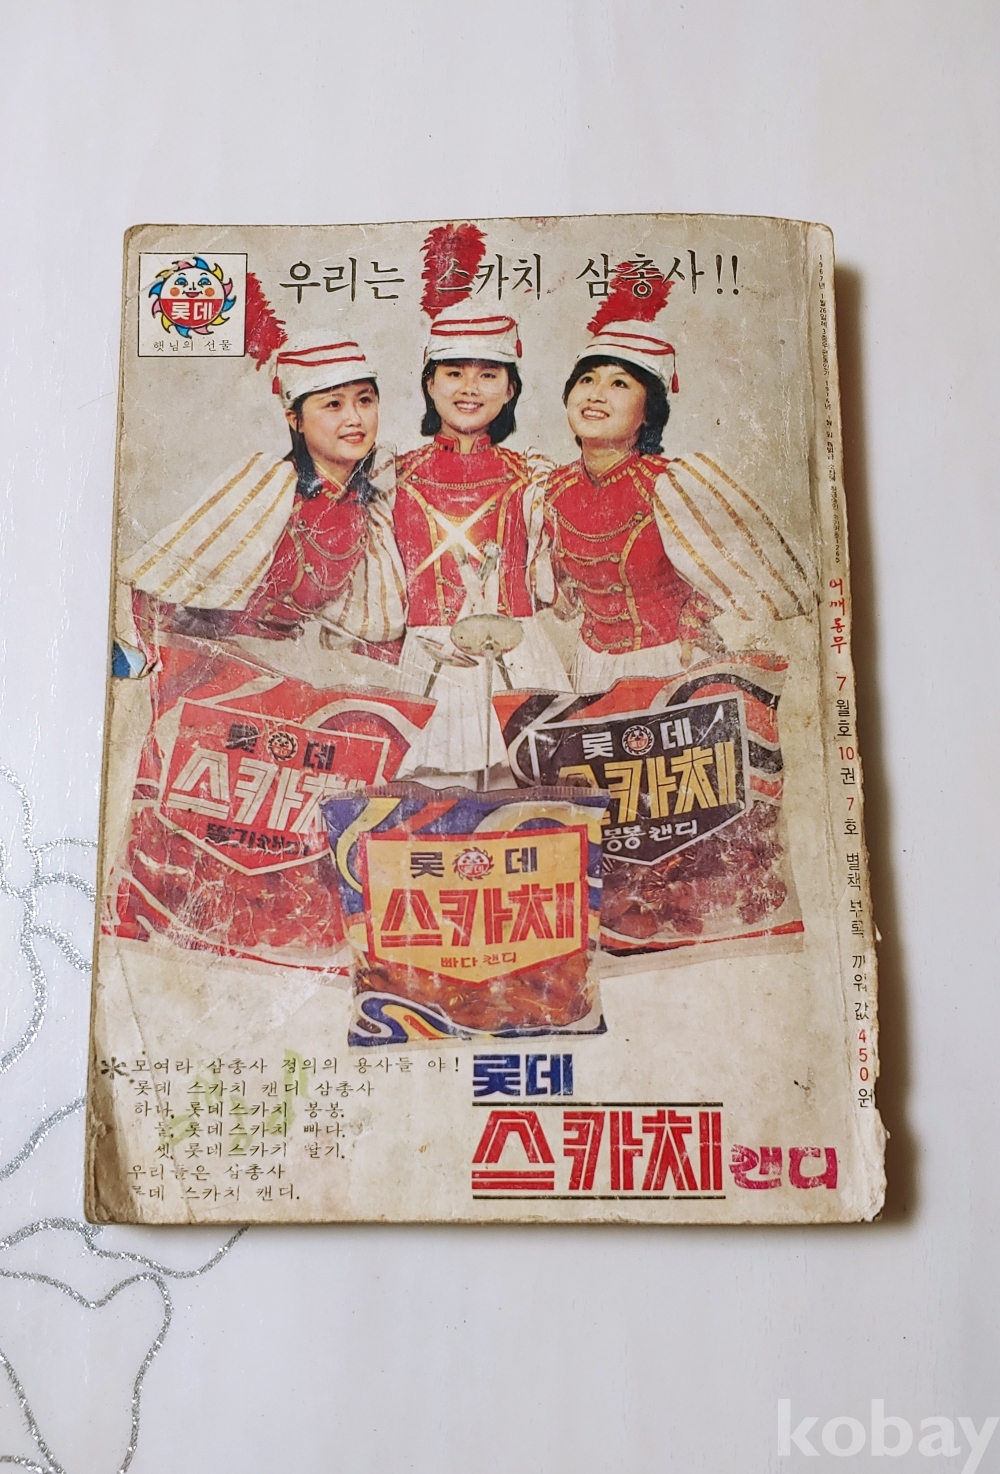 우리는 스카치 삼총사!!
롯데
햇님의 선물
롯데
스카치
딸기캔디
롯데
스카치
봉봉캔디
롯데
스카치
빠다캔디
모여라 삼총사 정의의 용사들 야!
롯데 스카치 캔디 삼총사
하나, 롯데스카치 봉봉.
둘, 롯데스카치 빠다.
셋, 롯데스카치 딸기.
우리들은 삼총사
롯데 스카치 캔디.
롯데
스카치캔디
어깨동무 7월호 10권 7호 별책부록 끼워 값 450원
kobay